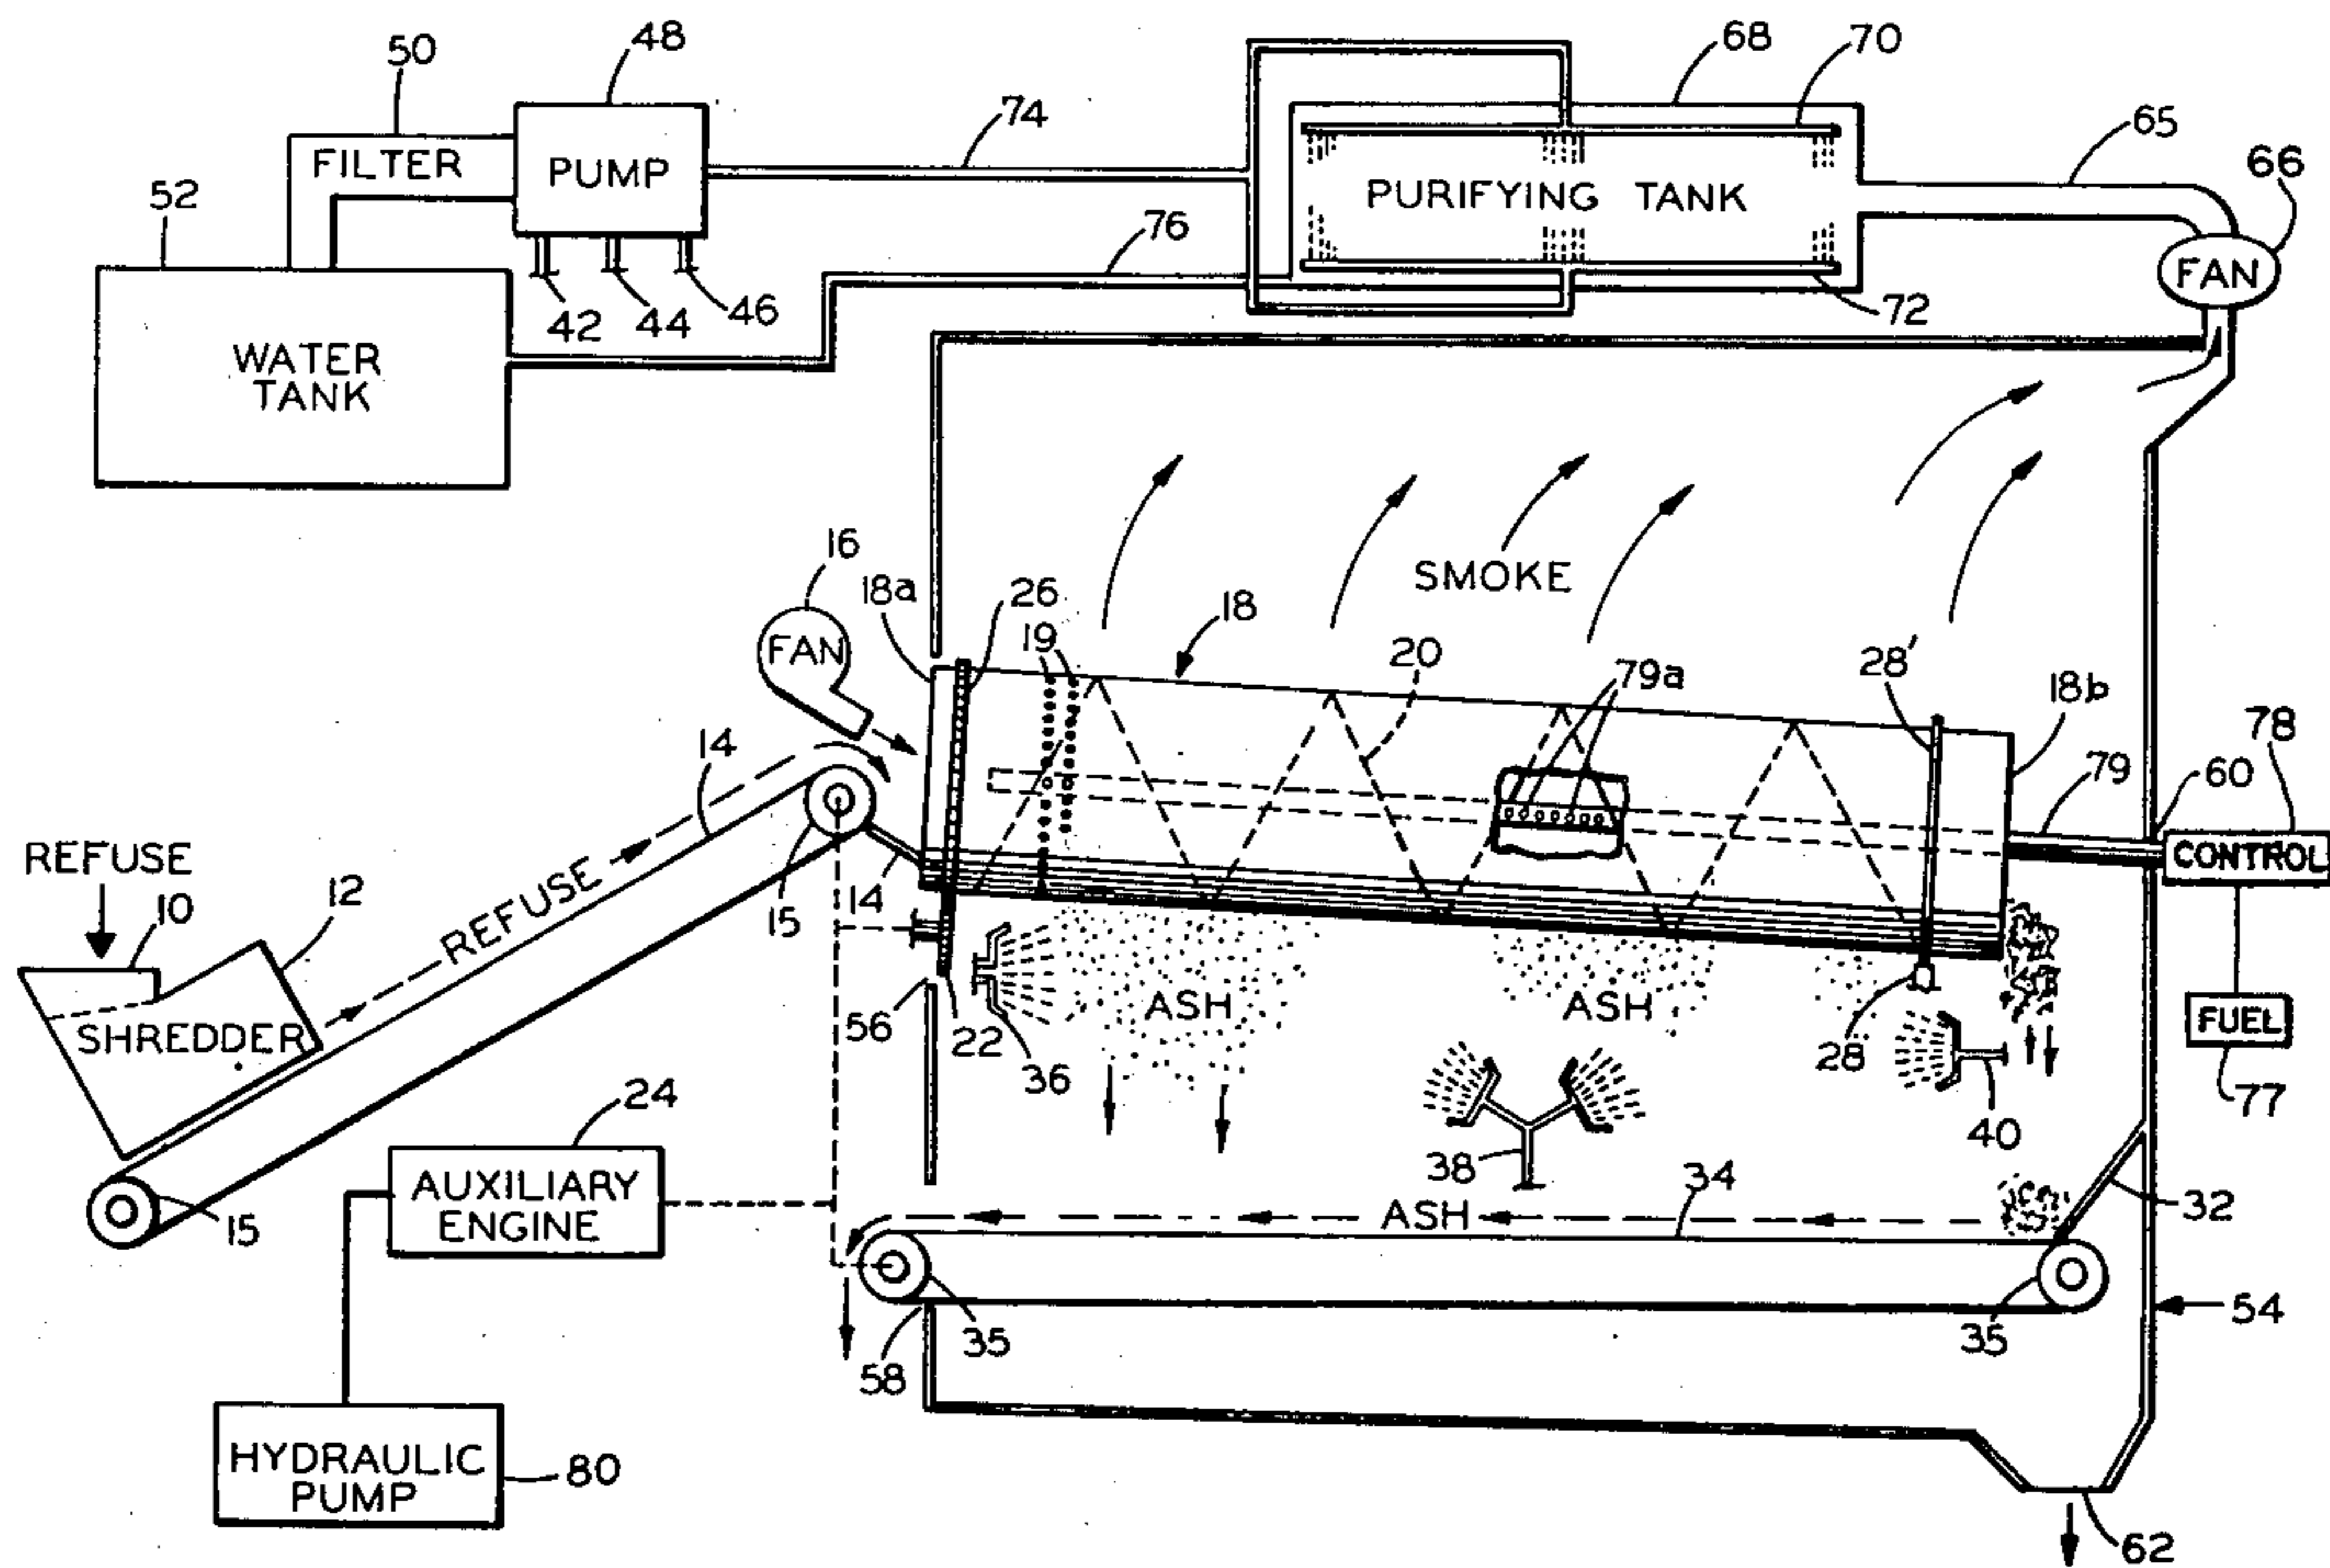 48
68
70
50
74
65
FILTER
PUMP
66
52
PURIFYING TANK
76
FAN
42
44
46
72
WATER
TANK
16
18a
26
SMOKE
18
FAN
19
20
79a
28'
18b
14
79
60
78
CONTROL
REFUSE
10
12
REFUSE
15
14
SHREDDER
56
22
36
ASH
ASH
28
FUEL
40
77
24
38
34
AUXILIARY
ENGINE
15
ASH
32
35
35
54
58
HYDRAULIC
PUMP
80
62